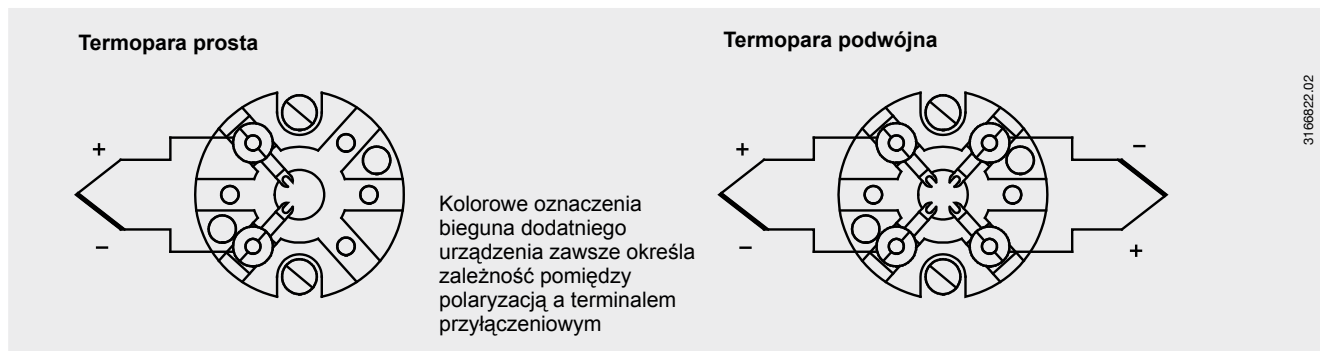 Termopara prosta
+
–
Kolorowe oznaczenia
bieguna dodatniego
urządzenia zawsze określa
zależność pomiędzy
polaryzacją a terminalem
przyłączeniowym
Termopara podwójna
+
–
–
+
3166822.02